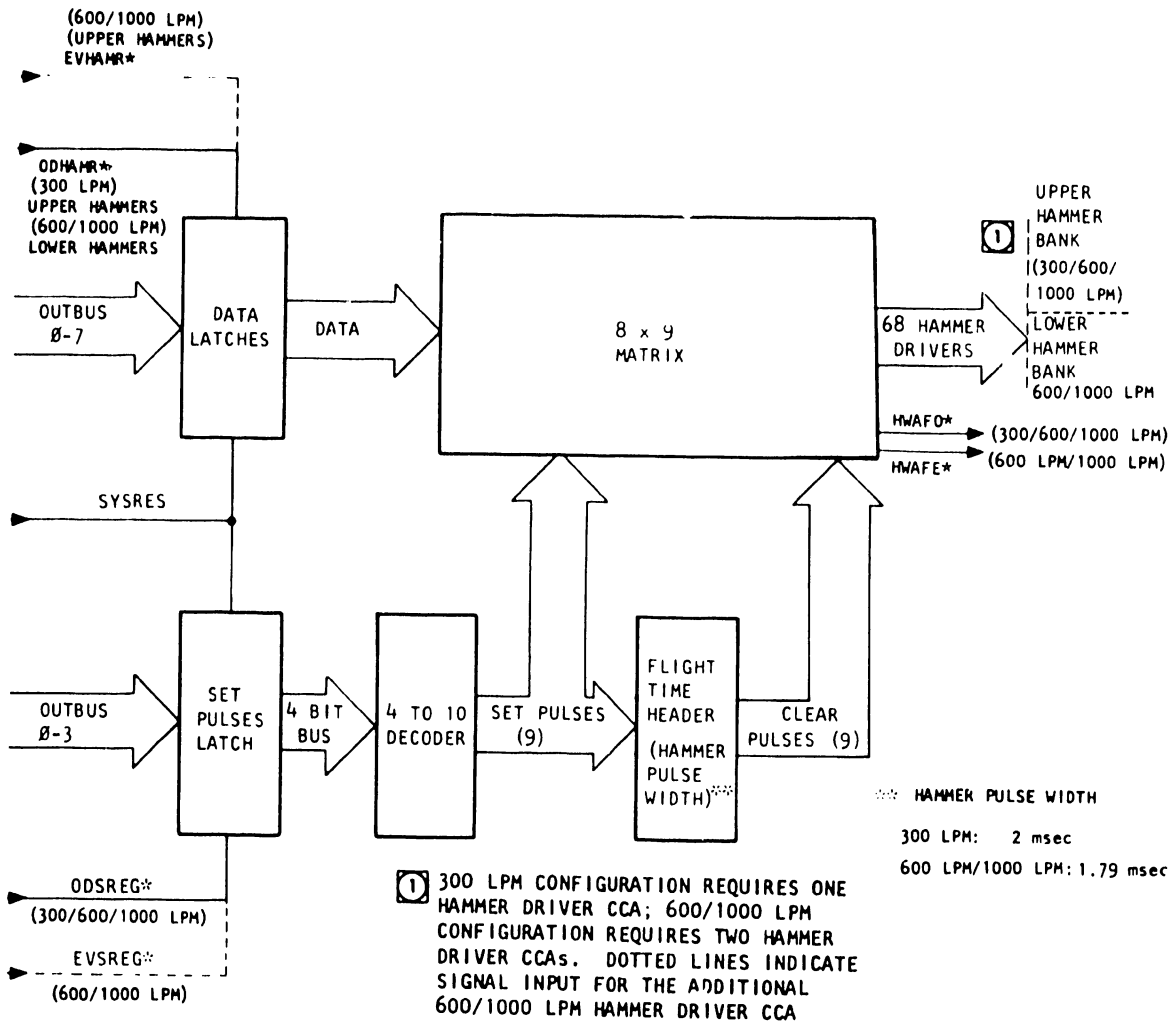 (600/1000 LPM)
(UPPER HAMMERS)
EVHAMR*
ODHAMR*
(300 LPM)
UPPER HAMMERS
(600/1000 LPM)
LOWER HAMMERS
OUTBUS
Ø-7
DATA
LATCHES
DATA
8 x 9
MATRIX
68 HAMMER
DRIVERS
1
UPPER
HAMMER
BANK
(300/600/
1000 LPM)
LOWER
HAMMER
BANK
600/1000 LPM
HWAFO*
(300/600/1000 LPM)
HWAFE*
(600 LPM/1000 LPM)
SYSRES
OUTBUS
Ø-3
SET
PULSES
LATCH
4 BIT
BUS
4 TO 10
DECODER
SET PULSES
(9)
FLIGHT
TIME
HEADER
(HAMMER
PULSE
WIDTH)**
CLEAR
PULSES (9)
** HAMMER PULSE WIDTH
300 LPM: 2 msec
600 LPM/1000 LPM: 1.79 msec
ODSREG*
(300/600/1000 LPM)
EVSREG*
(600/1000 LPM)
1 300 LPM CONFIGURATION REQUIRES ONE
HAMMER DRIVER CCA; 600/1000 LPM
CONFIGURATION REQUIRES TWO HAMMER
DRIVER CCAs. DOTTED LINES INDICATE
SIGNAL INPUT FOR THE ADDITIONAL
600/1000 LPM HAMMER DRIVER CCA